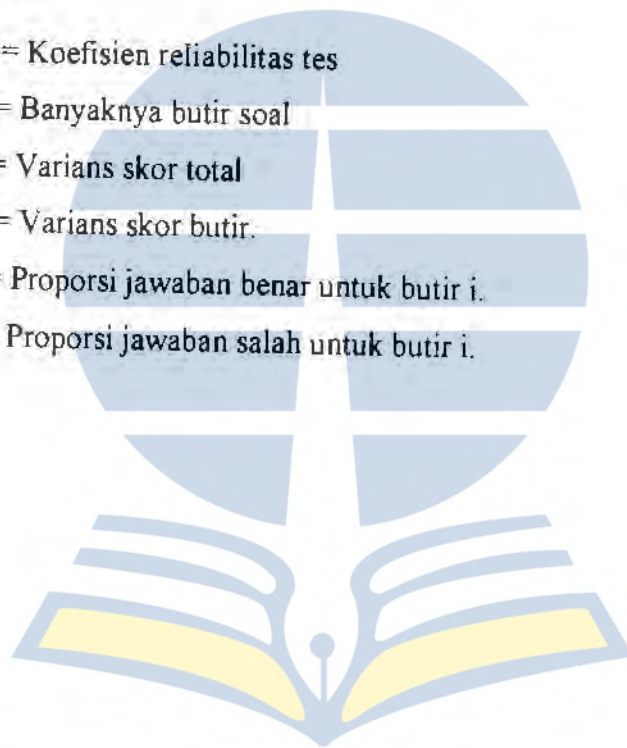 = Koefisien reliabilitas tes
= Banyaknya butir soal
= Varians skor total
= Varians skor butir.
Proporsi jawaban benar untuk butir i.
Proporsi jawaban salah untuk butir i.